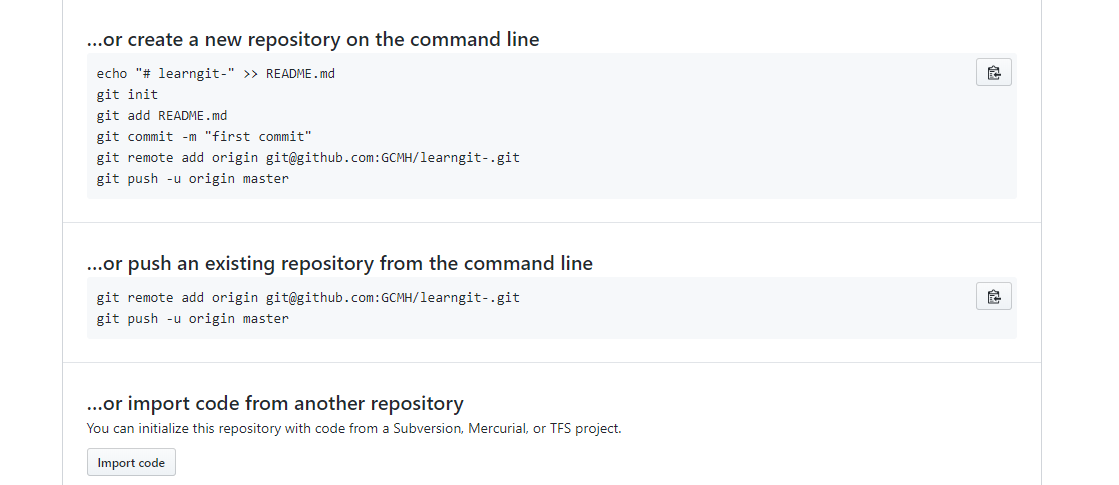 …or create a new repository on the command line
echo "# learngit-" >> README.md
git init
git add README.md
git commit -m "first commit"
git remote add origin git@github.com:GCMH/learngit-.git
git push -u origin master
…or push an existing repository from the command line
git remote add origin git@github.com:GCMH/learngit-.git
git push -u origin master
…or import code from another repository
You can initialize this repository with code from a Subversion, Mercurial, or TFS project.
Import code